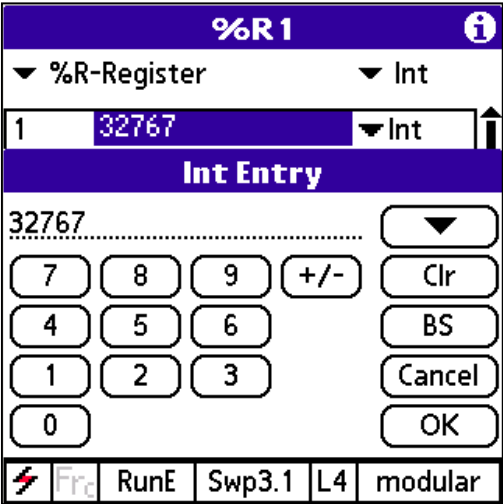 %R1 i
%R-Register Int
1 32767 Int
Int Entry
32767
7 8 9 +/- Clr
4 5 6 BS
1 2 3 Cancel
0 OK
Frc RunE Swp3.1 L4 modular